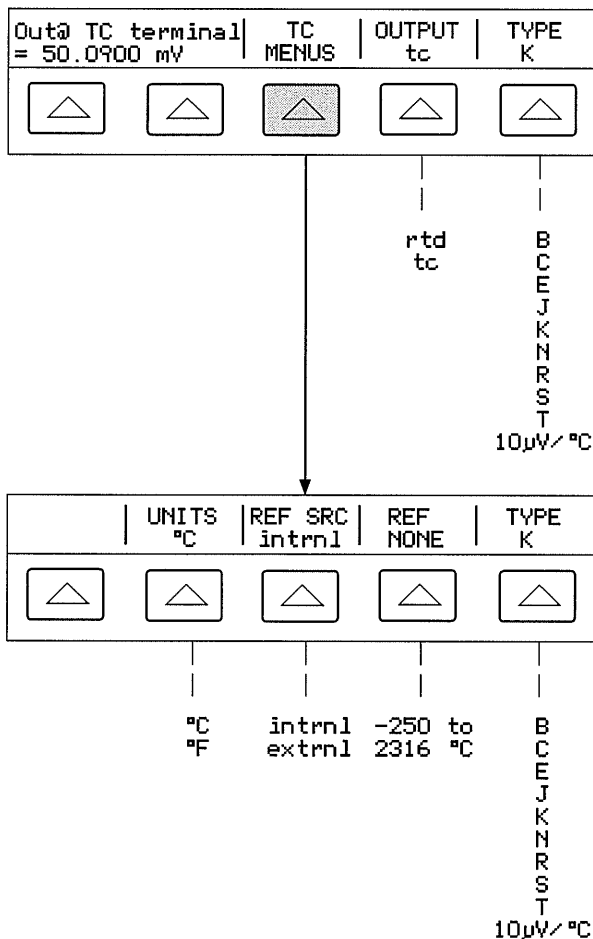 Out@ TC terminal | TC | OUTPUT | TYPE
= 50.0900 mV | MENUS | tc | K
rtd
tc
B
C
E
J
K
N
R
S
T
10µV/°C
UNITS | REF SRC | REF | TYPE
°C | intrnl | NONE | K
°C intrnl -250 to
°F extrnl 2316 °C
B
C
E
J
K
N
R
S
T
10µV/°C